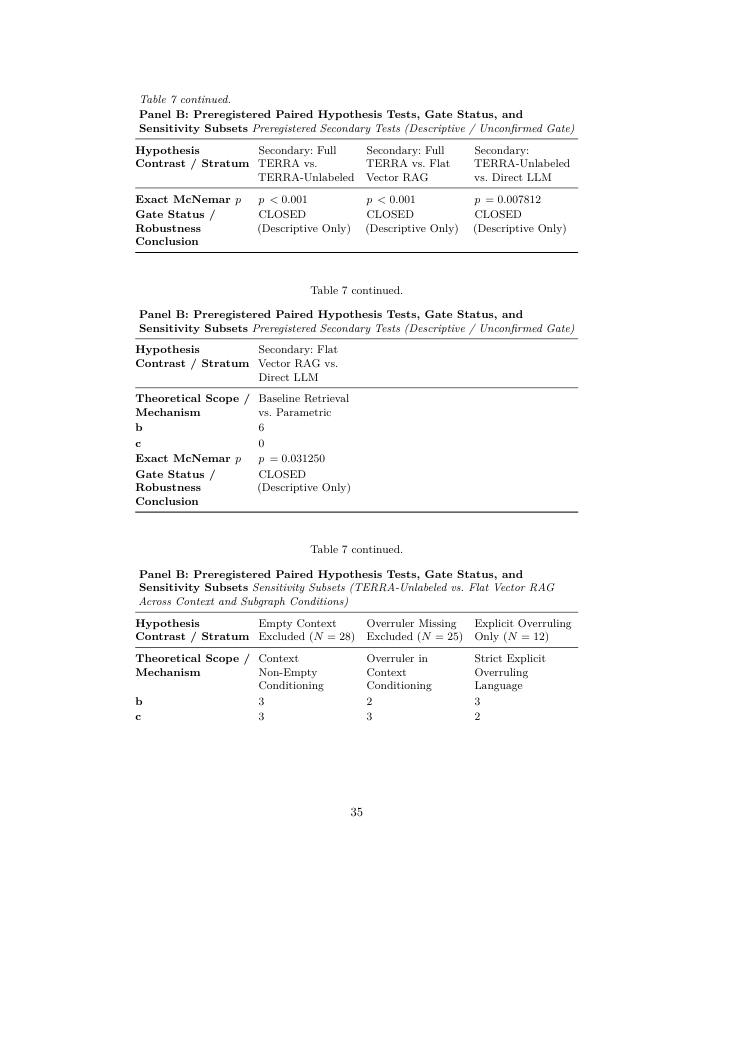 Table 7 continued.
Panel B: Preregistered Paired Hypothesis Tests, Gate Status, and
Sensitivity Subsets Preregistered Secondary Tests (Descriptive / Unconfirmed Gate)
Hypothesis Secondary: Full Secondary: Full Secondary:
Contrast / Stratum TERRA vs. TERRA vs. Flat TERRA-Unlabeled
TERRA-Unlabeled Vector RAG vs. Direct LLM
Exact McNemar p p < 0.001 p < 0.001 p = 0.007812
Gate Status / CLOSED CLOSED CLOSED
Robustness (Descriptive Only) (Descriptive Only) (Descriptive Only)
Conclusion
Table 7 continued.
Panel B: Preregistered Paired Hypothesis Tests, Gate Status, and
Sensitivity Subsets Preregistered Secondary Tests (Descriptive / Unconfirmed Gate)
Hypothesis Secondary: Flat
Contrast / Stratum Vector RAG vs.
Direct LLM
Theoretical Scope / Baseline Retrieval
Mechanism vs. Parametric
b 6
c 0
Exact McNemar p p = 0.031250
Gate Status / CLOSED
Robustness (Descriptive Only)
Conclusion
Table 7 continued.
Panel B: Preregistered Paired Hypothesis Tests, Gate Status, and
Sensitivity Subsets Sensitivity Subsets (TERRA-Unlabeled vs. Flat Vector RAG
Across Context and Subgraph Conditions)
Hypothesis Empty Context Overruler Missing Explicit Overruling
Contrast / Stratum Excluded (N = 28) Excluded (N = 25) Only (N = 12)
Theoretical Scope / Context Overruler in Strict Explicit
Mechanism Non-Empty Context Overruling
Conditioning Conditioning Language
b 3 2 3
c 3 3 2
35